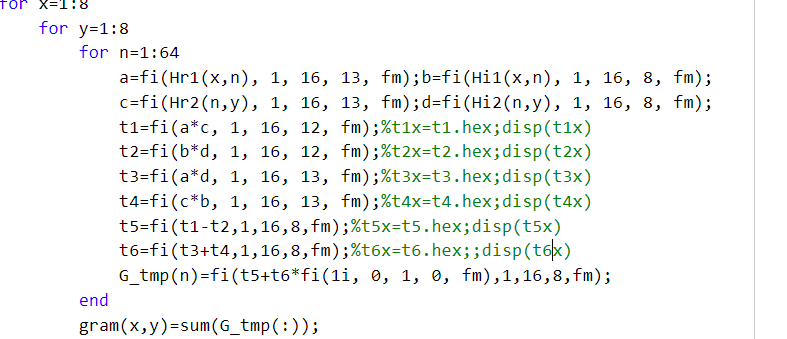 for x=1:8
for y=1:8
for n=1:64
a=fi(Hr1(x,n), 1, 16, 13, fm);b=fi(Hi1(x,n), 1, 16, 8, fm);
c=fi(Hr2(n,y), 1, 16, 13, fm);d=fi(Hi2(n,y), 1, 16, 8, fm);
t1=fi(a*c, 1, 16, 12, fm);%t1x=t1.hex;disp(t1x)
t2=fi(b*d, 1, 16, 12, fm);%t2x=t2.hex;disp(t2x)
t3=fi(a*d, 1, 16, 13, fm);%t3x=t3.hex;disp(t3x)
t4=fi(c*b, 1, 16, 13, fm);%t4x=t4.hex;disp(t4x)
t5=fi(t1-t2,1,16,8,fm);%t5x=t5.hex;disp(t5x)
t6=fi(t3+t4,1,16,8,fm);%t6x=t6.hex;;disp(t6x)
G_tmp(n)=fi(t5+t6*fi(1i, 0, 1, 0, fm),1,16,8,fm);
end
gram(x,y)=sum(G_tmp(:));